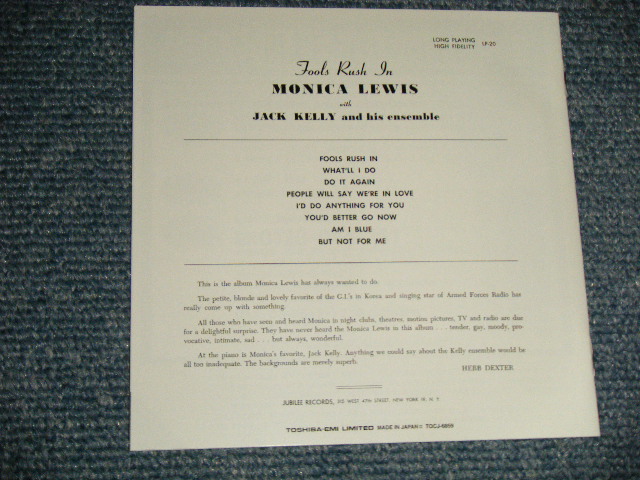 LONG PLAYING
HIGH FIDELITY LP-20
Fools Rush In
MONICA LEWIS
with
JACK KELLY and his ensemble
FOOLS RUSH IN
WHAT'LL I DO
DO IT AGAIN
PEOPLE WILL SAY WE'RE IN LOVE
I'D DO ANYTHING FOR YOU
YOU'D BETTER GO NOW
AM I BLUE
BUT NOT FOR ME
This is the album Monica Lewis has always wanted to do.
The petite, blonde and lovely favorite of the G.I.'s in Korea and singing star of Armed Forces Radio has
really come up with something.
All those who have seen and heard Monica in night clubs, theatres, motion pictures, TV and radio are due
for a delightful surprise. They have never heard the Monica Lewis in this album . . . tender, gay, moody, pro-
vocative, intimate, sad . . . but always, wonderful.
At the piano is Monica's favorite, Jack Kelly. Anything we could say about the Kelly ensemble would be
all too inadequate. The backgrounds are merely superb.
HERB DEXTER
JUBILEE RECORDS, 315 WEST 47TH STREET, NEW YORK 19, N. Y.
TOSHIBA-EMI LIMITED MADE IN JAPAN